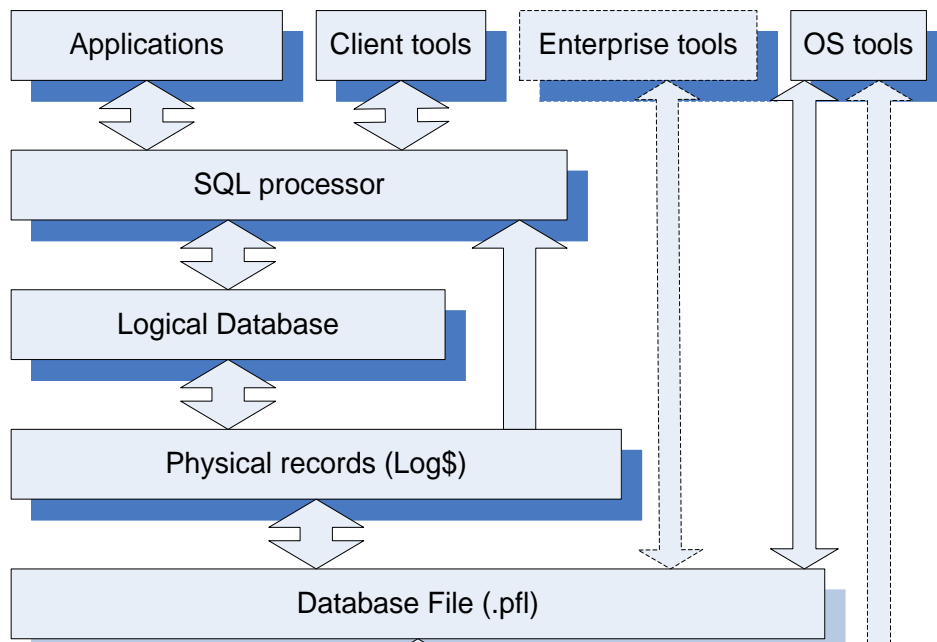 Applications
Client tools
Enterprise tools
OS tools
SQL processor
Logical Database
Physical records (Log$)
Database File (.pfl)